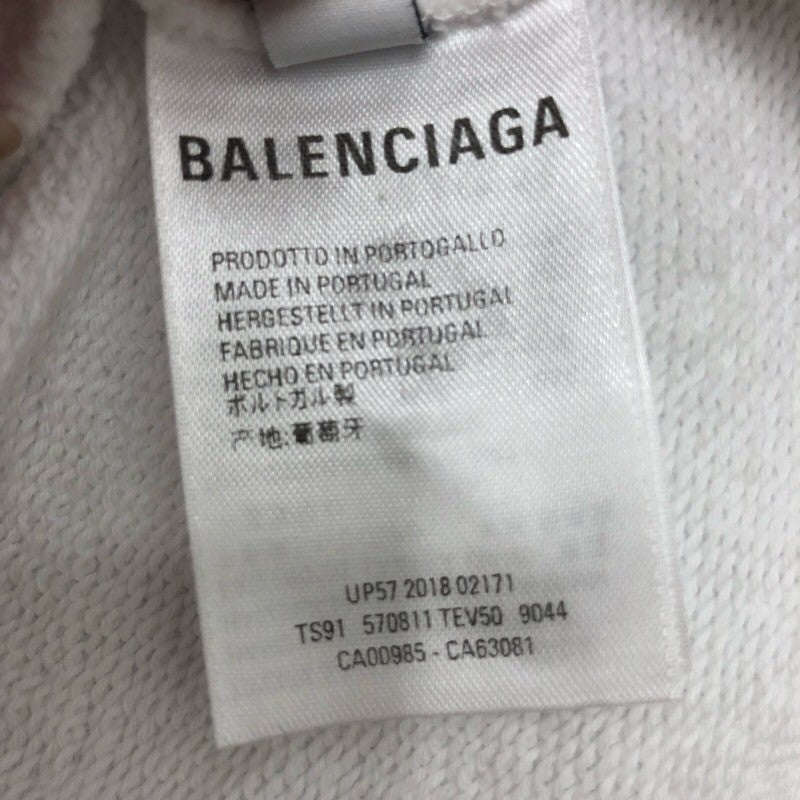 BALENCIAGA
PRODOTTO IN PORTOGALLO
MADE IN PORTUGAL
HERGESTELLT IN PORTUGAL
FABRIQUE EN PORTUGAL
HECHO EN PORTUGAL
ポルトガル製
产地:葡萄牙
UP57 2018 02171
TS91 570811 TEV50 9044
CA00985 - CA63081